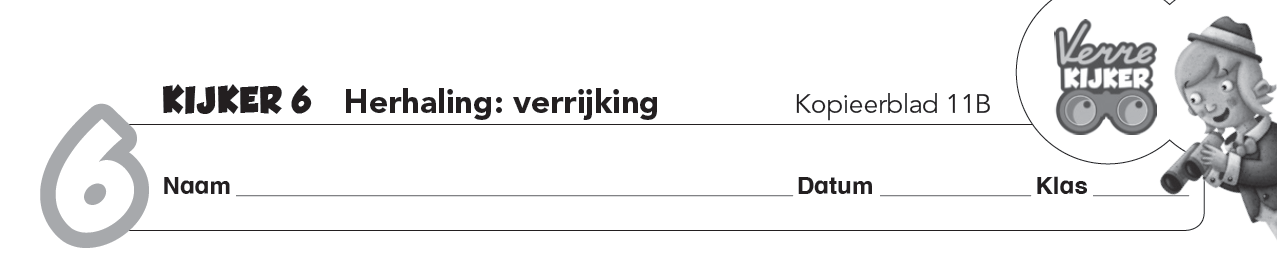 Verre
KIJKER
KIJKER 6 Herhaling: verrijking Kopieerblad 11B
6
Naam Datum Klas